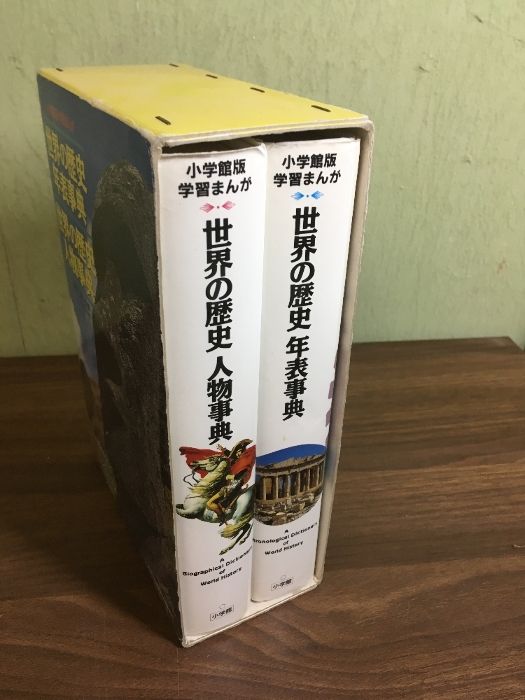 世界の歴史
年表事典
世界の歴史
人物事典
小学館版
学習まんが
世界の歴史 人物事典
A
Biographical Dictionary
of
World History
小学館
小学館版
学習まんが
世界の歴史 年表事典
A
Chronological Dictionary
of
World History
小学館